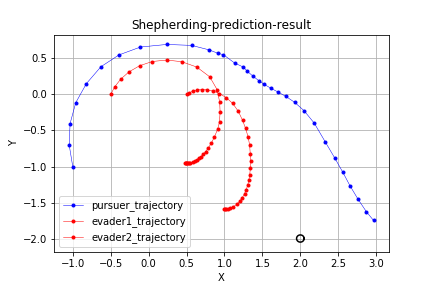 Shepherding-prediction-result
Y
0.5
0.0
−0.5
−1.0
−1.5
−2.0
pursuer_trajectory
evader1_trajectory
evader2_trajectory
−1.0 −0.5 0.0 0.5 1.0 1.5 2.0 2.5 3.0
X